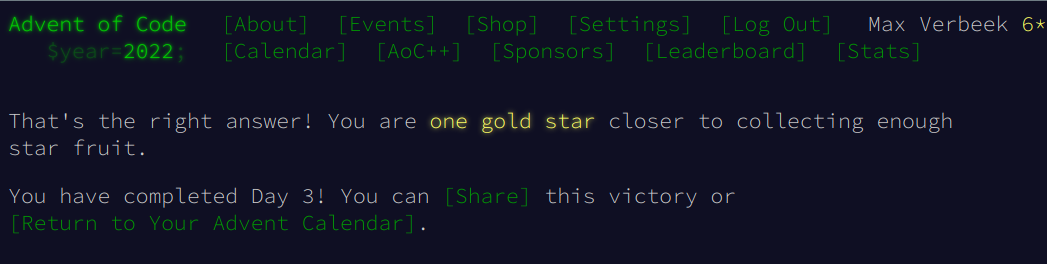 Advent of Code [About] [Events] [Shop] [Settings] [Log Out] Max Verbeek 6*
$year=2022; [Calendar] [AoC++] [Sponsors] [Leaderboard] [Stats]
That's the right answer! You are one gold star closer to collecting enough
star fruit.
You have completed Day 3! You can [Share] this victory or
[Return to Your Advent Calendar].